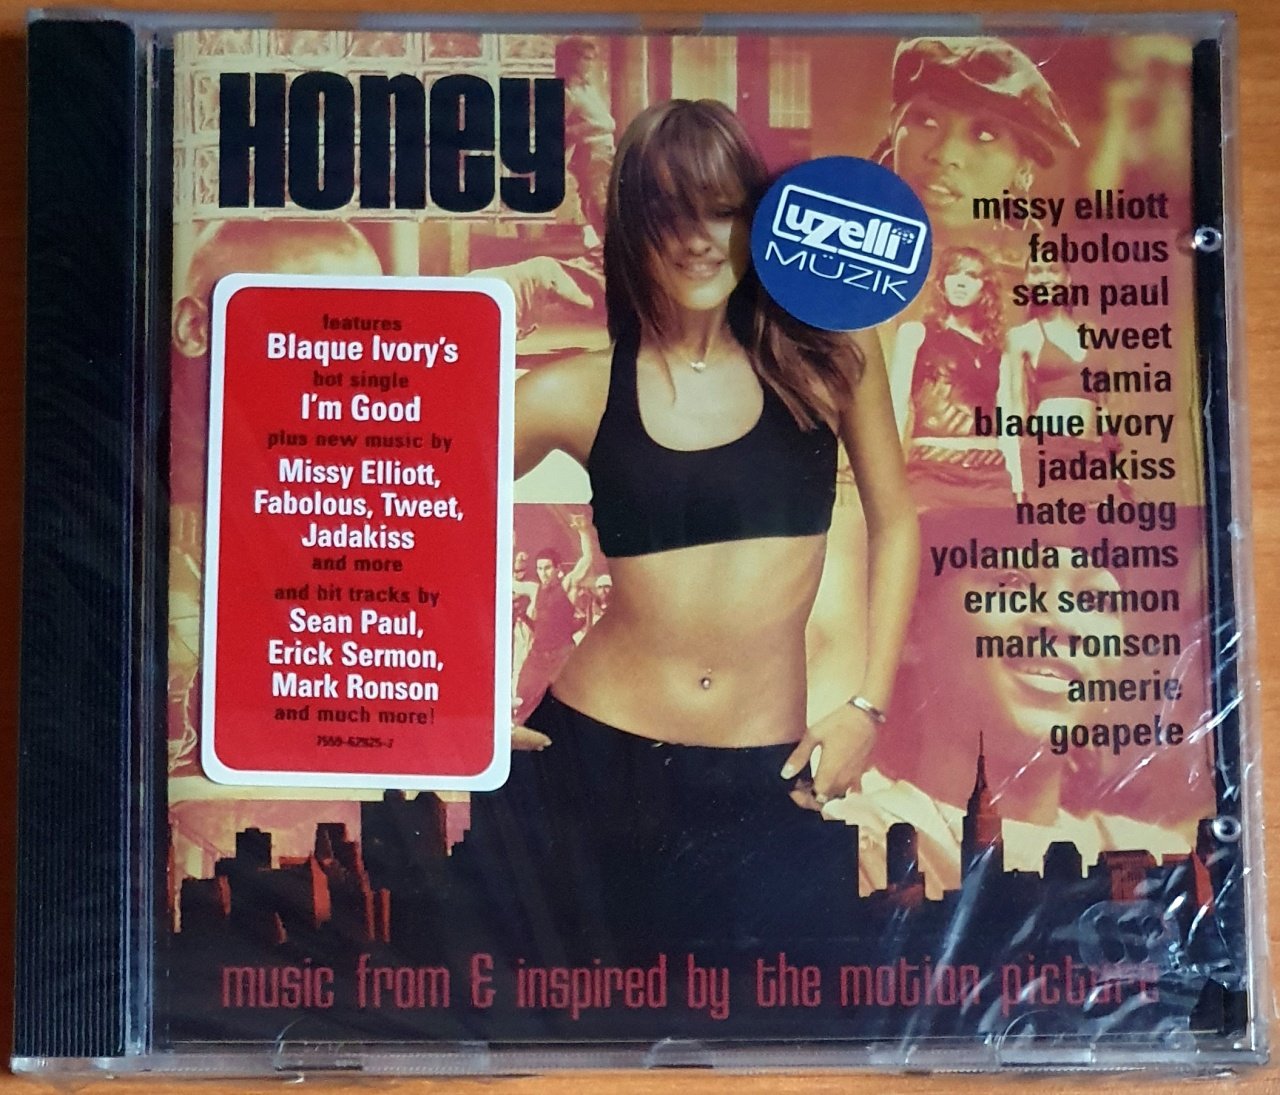 Honey
uzelli
MÜZIK
missy elliott
fabolous
sean paul
tweet
tamia
blaque ivory
jadakiss
nate dogg
yolanda adams
erick sermon
mark ronson
amerie
goapele
features
Blaque Ivory's
hot single
I'm Good
plus new music by
Missy Elliott,
Fabolous, Tweet,
Jadakiss
and more
and hit tracks by
Sean Paul,
Erick Sermon,
Mark Ronson
and much more!
7559-62925-2
music from & inspired by the motion picture